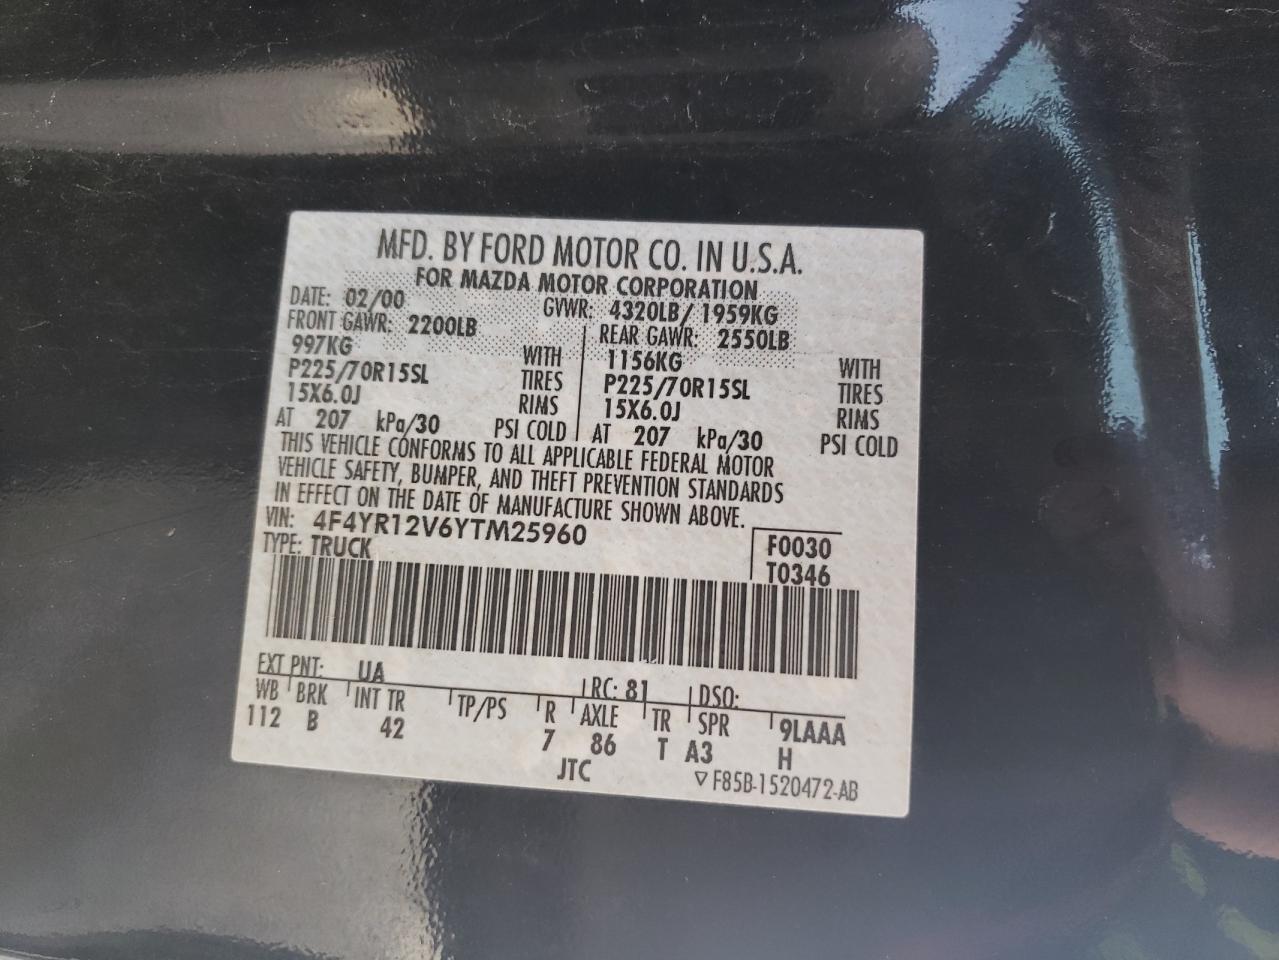 MFD. BY FORD MOTOR CO. IN U.S.A.
FOR MAZDA MOTOR CORPORATION
DATE: 02/00 GVWR: 4320LB/ 1959KG
FRONT GAWR: 2200LB REAR GAWR: 2550LB
997KG WITH 1156KG WITH
P225/70R15SL TIRES P225/70R15SL TIRES
15X6.0J RIMS 15X6.0J RIMS
AT 207 kPa/30 PSI COLD AT 207 kPa/30 PSI COLD
THIS VEHICLE CONFORMS TO ALL APPLICABLE FEDERAL MOTOR
VEHICLE SAFETY, BUMPER, AND THEFT PREVENTION STANDARDS
IN EFFECT ON THE DATE OF MANUFACTURE SHOWN ABOVE.
VIN: 4F4YR12V6YTM25960 F0030
TYPE: TRUCK T0346
EXT PNT: UA RC: 81 DSO:
WB BRK INT TR TP/PS R AXLE TR SPR 9LAAA
112 B 42 7 86 T A3 H
JTC ▽F85B-1520472-AB